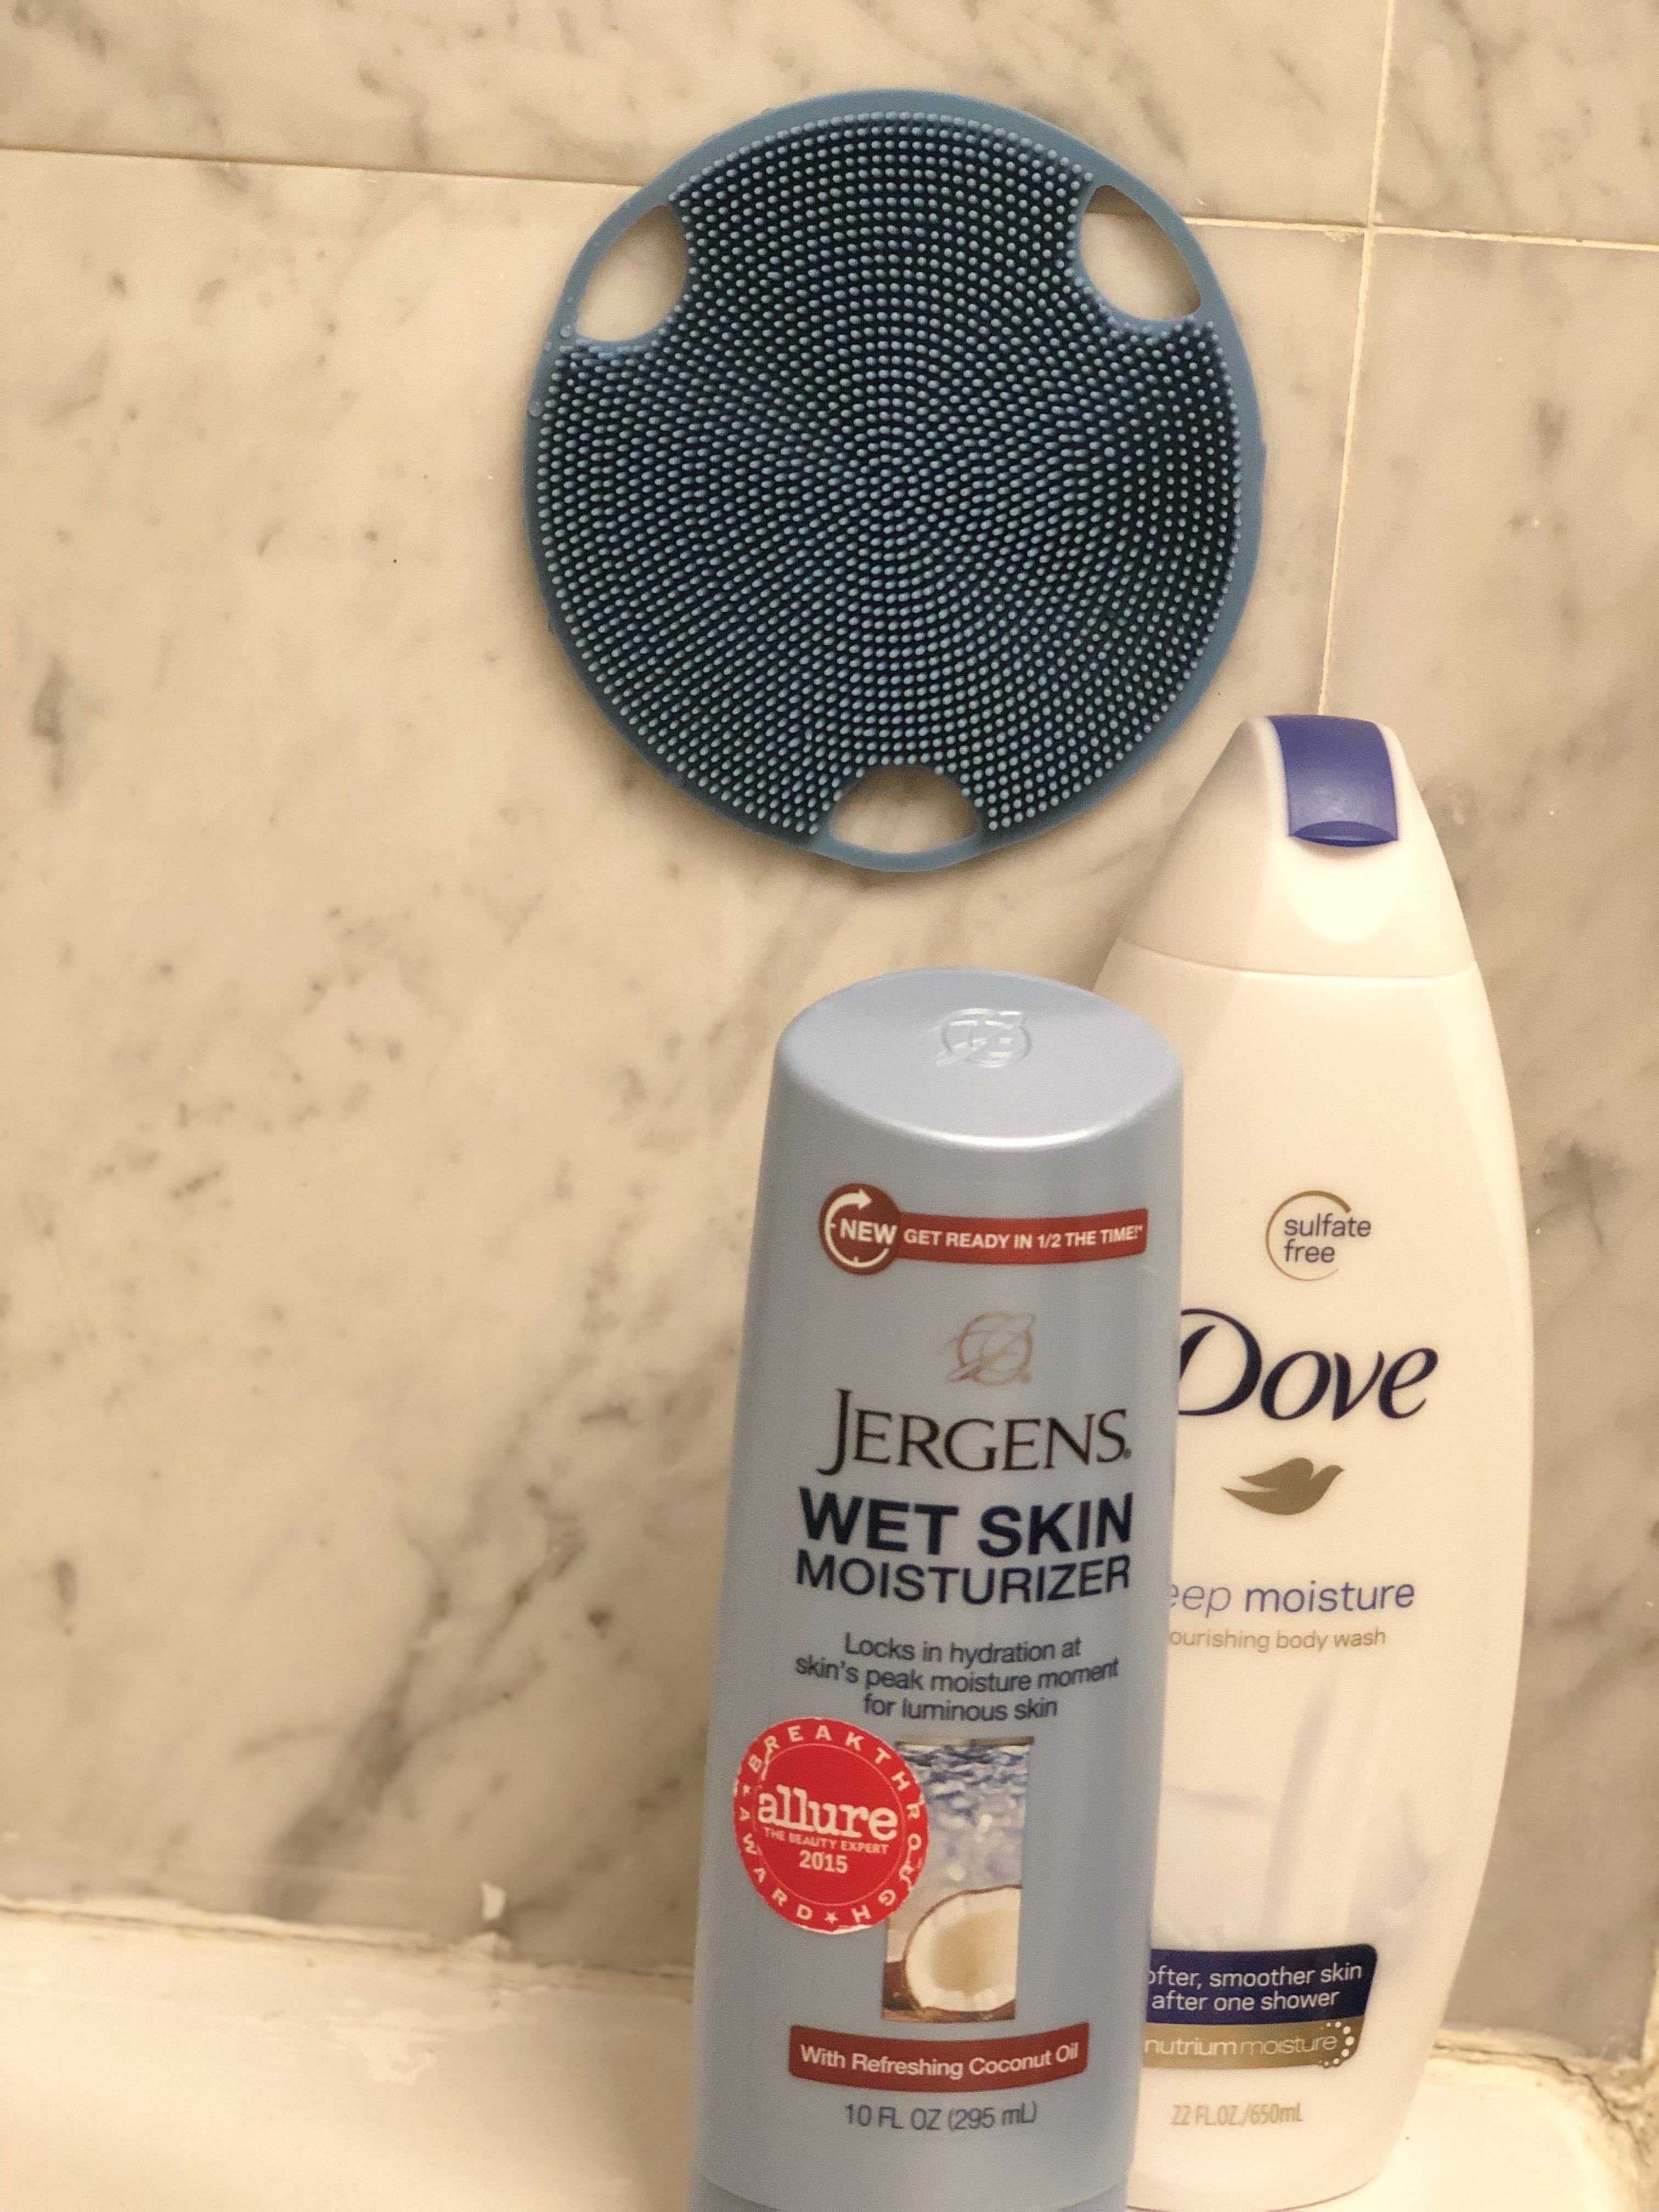 NEW GET READY IN 1/2 THE TIME!*
JERGENS®
WET SKIN
MOISTURIZER
Locks in hydration at
skin's peak moisture moment
for luminous skin
BREAKTHROUGH
AWARD
allure
THE BEAUTY EXPERT
2015
With Refreshing Coconut Oil
10 FL OZ (295 mL)
sulfate
free
Dove
eep moisture
ourishing body wash
ofter, smoother skin
after one shower
nutriummoisture
22 FL.OZ./650mL